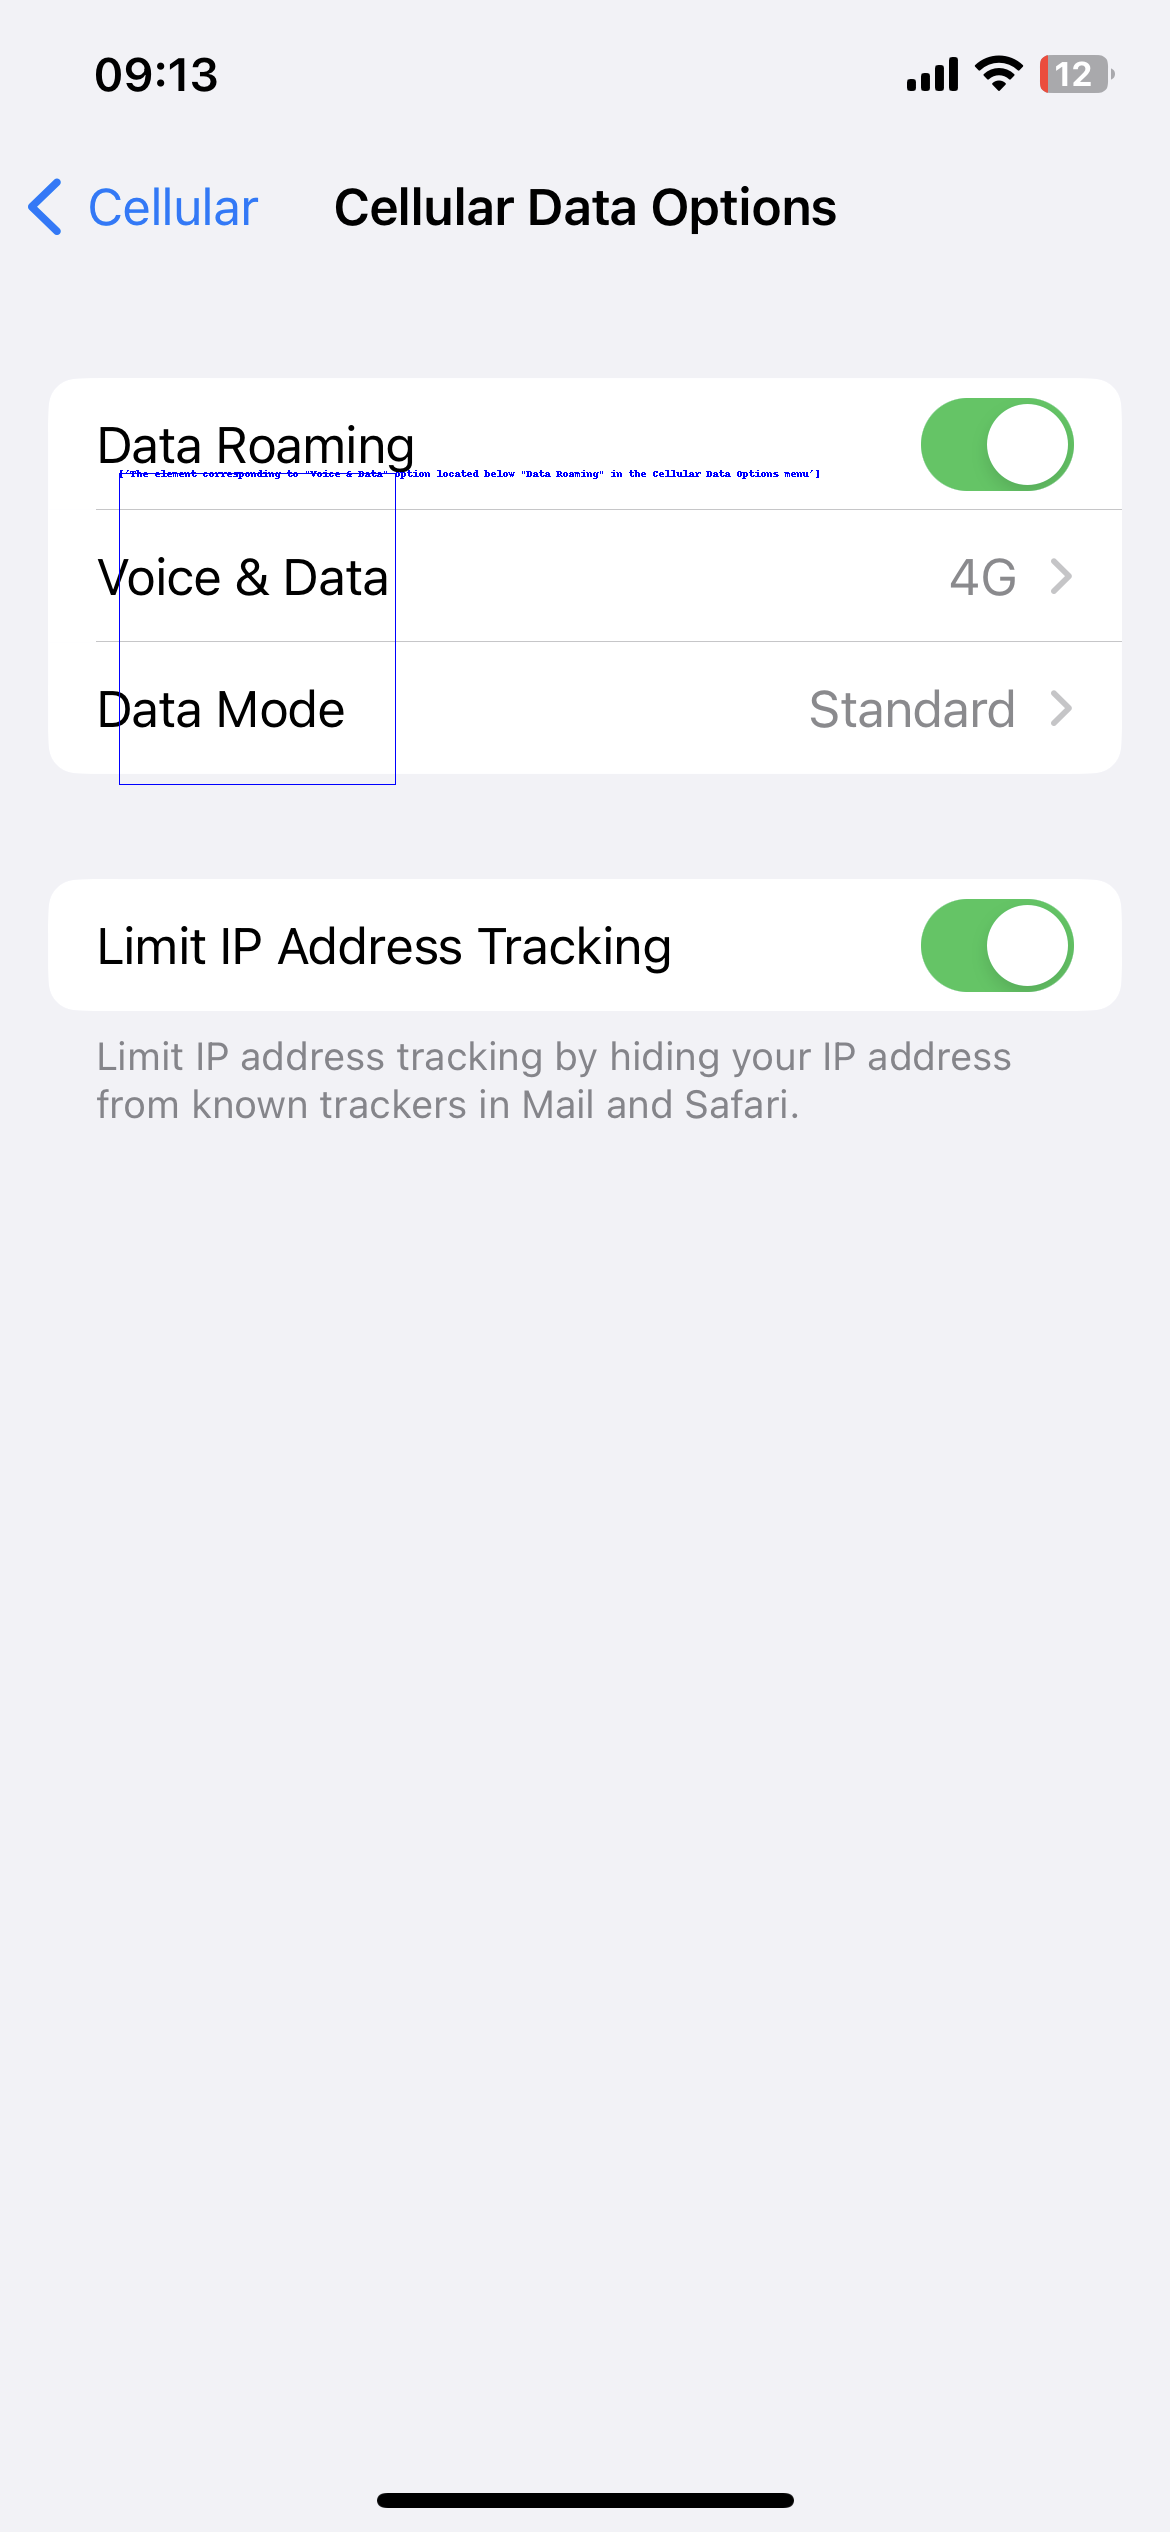 09:13
12
Cellular
Cellular Data Options
Data Roaming
['The element corresponding to "Voice & Data" option located below "Data Roaming" in the Cellular Data Options menu']
Voice & Data 4G
Data Mode Standard
Limit IP Address Tracking
Limit IP address tracking by hiding your IP address
from known trackers in Mail and Safari.